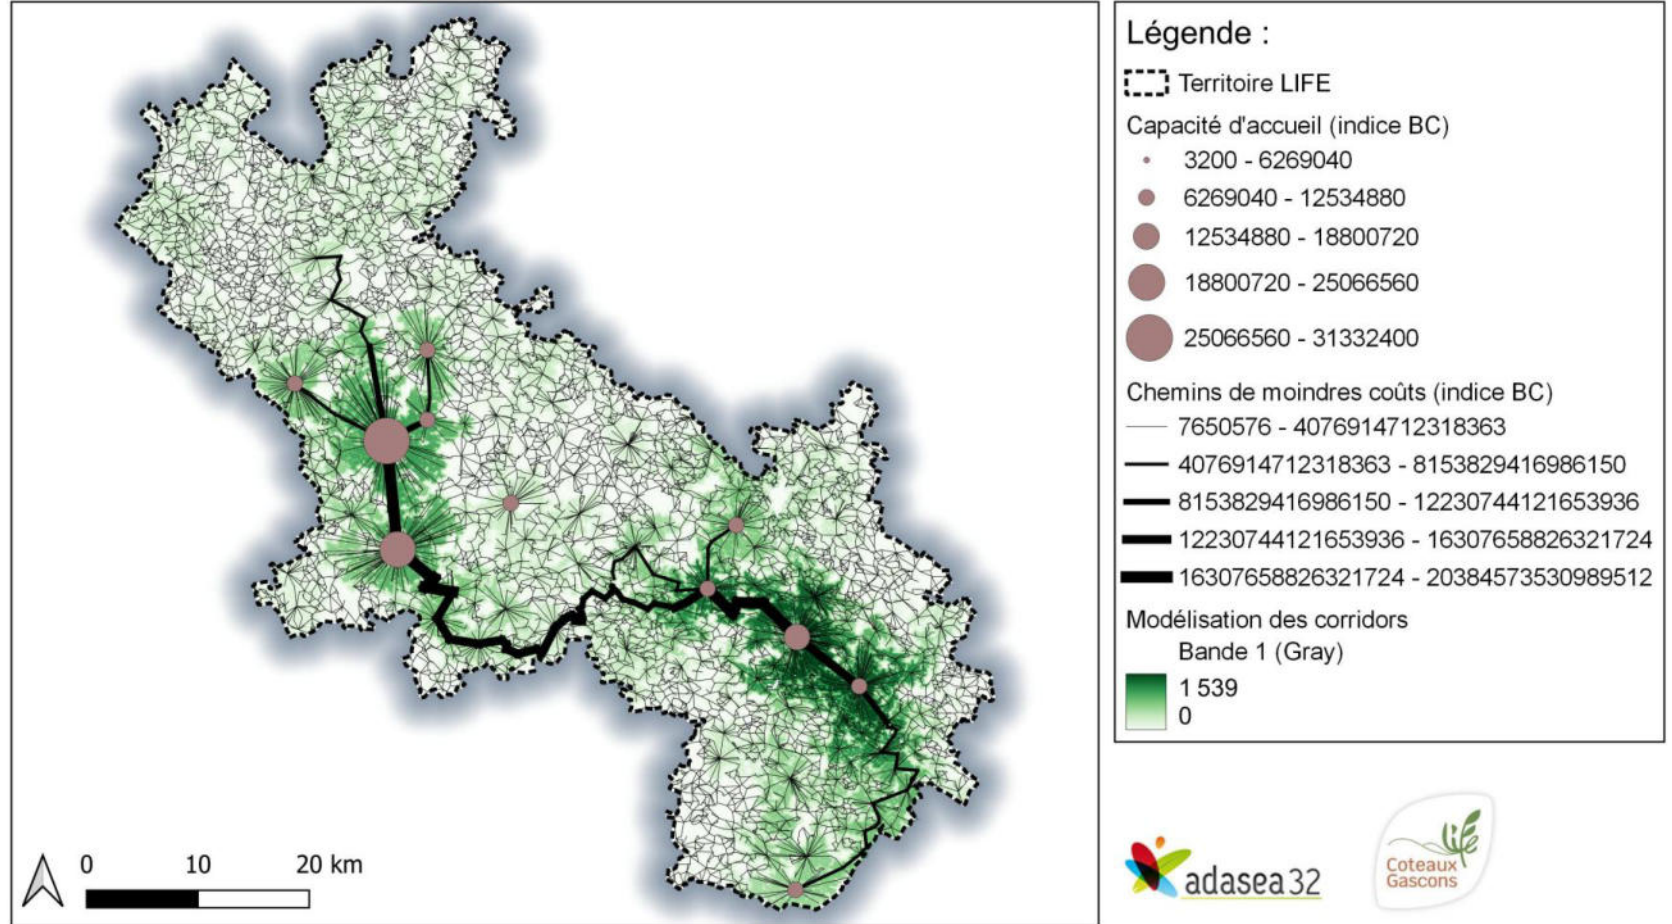 Légende :
Territoire LIFE
Capacité d'accueil (indice BC)
3200 - 6269040
6269040 - 12534880
12534880 - 18800720
18800720 - 25066560
25066560 - 31332400
Chemins de moindres coûts (indice BC)
7650576 - 4076914712318363
4076914712318363 - 8153829416986150
8153829416986150 - 12230744121653936
12230744121653936 - 16307658826321724
16307658826321724 - 20384573530989512
Modélisation des corridors
Bande 1 (Gray)
1 539
0
0 10 20 km
adasea32
life
Coteaux
Gascons